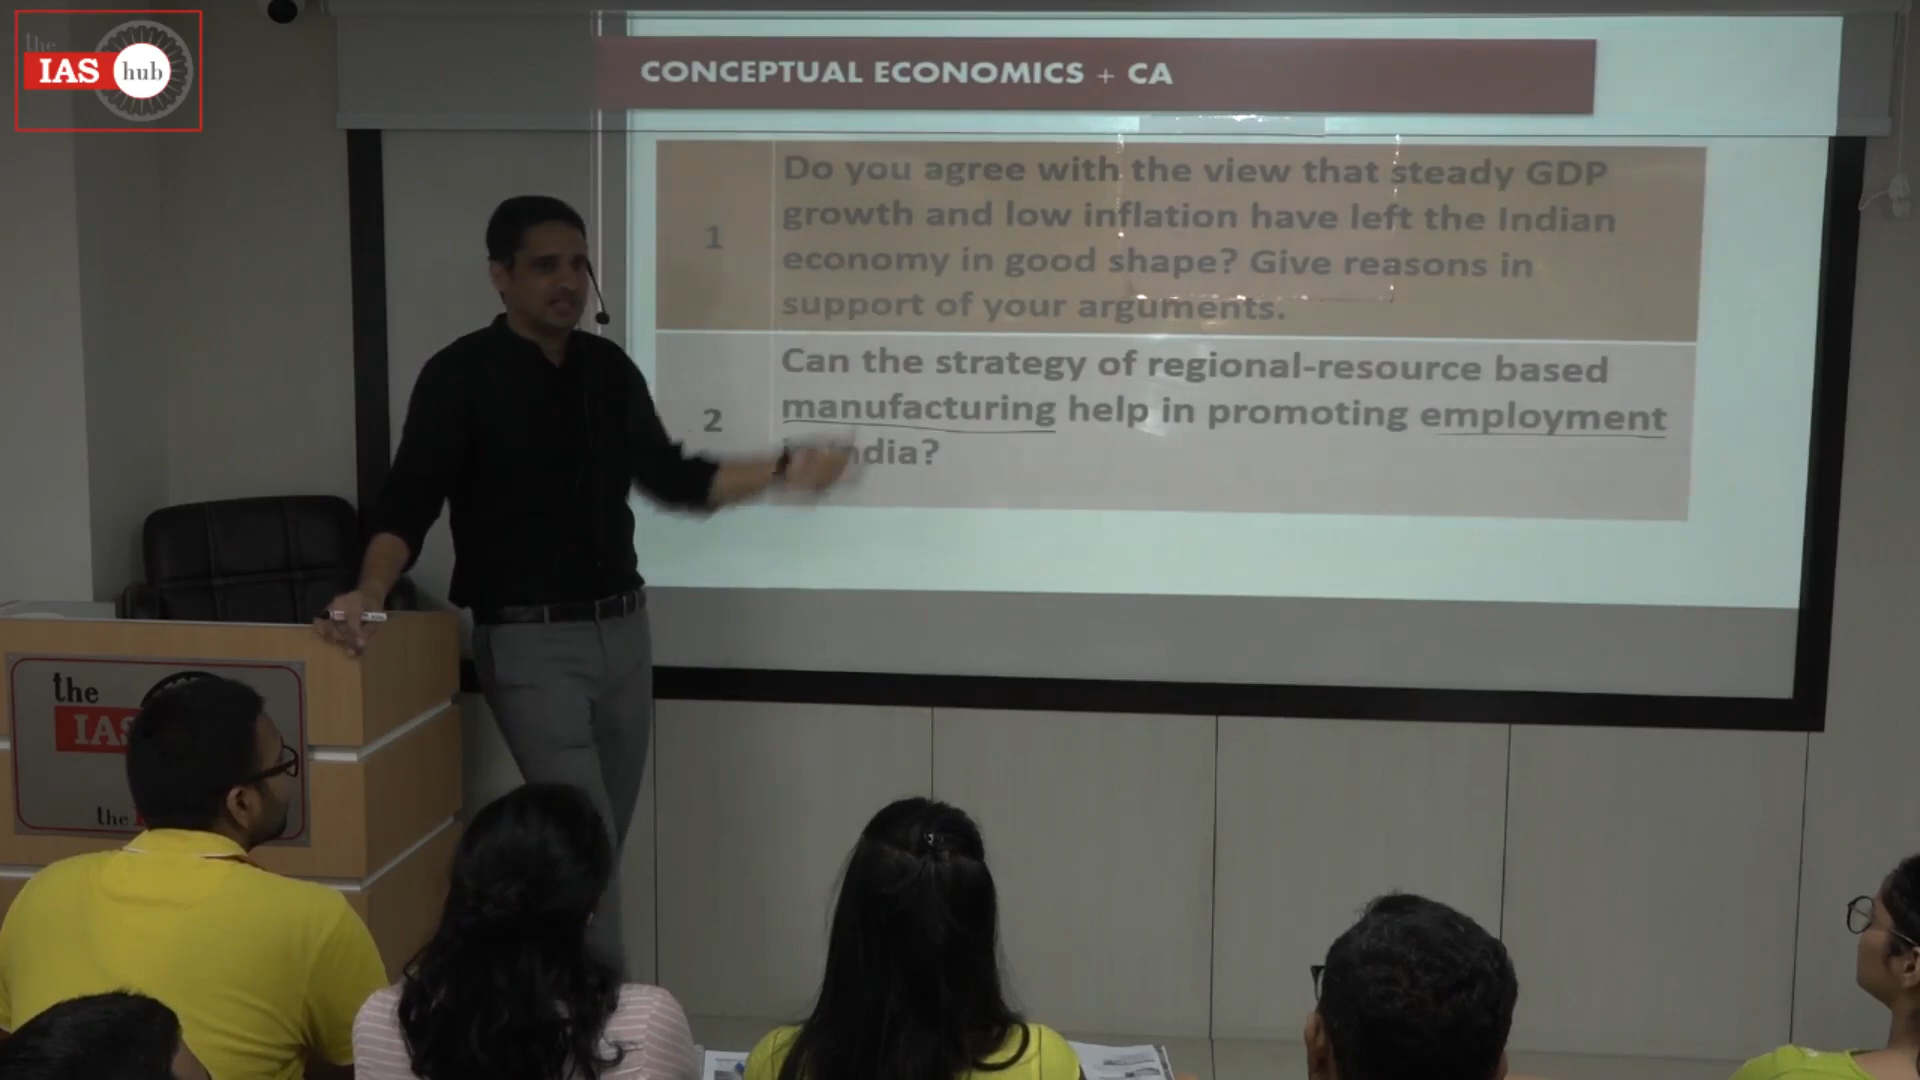 the
IAS hub
CONCEPTUAL ECONOMICS + CA
1
Do you agree with the view that steady GDP
growth and low inflation have left the Indian
economy in good shape? Give reasons in
support of your arguments.
2
Can the strategy of regional-resource based
manufacturing help in promoting employment
India?
the
IAS
the